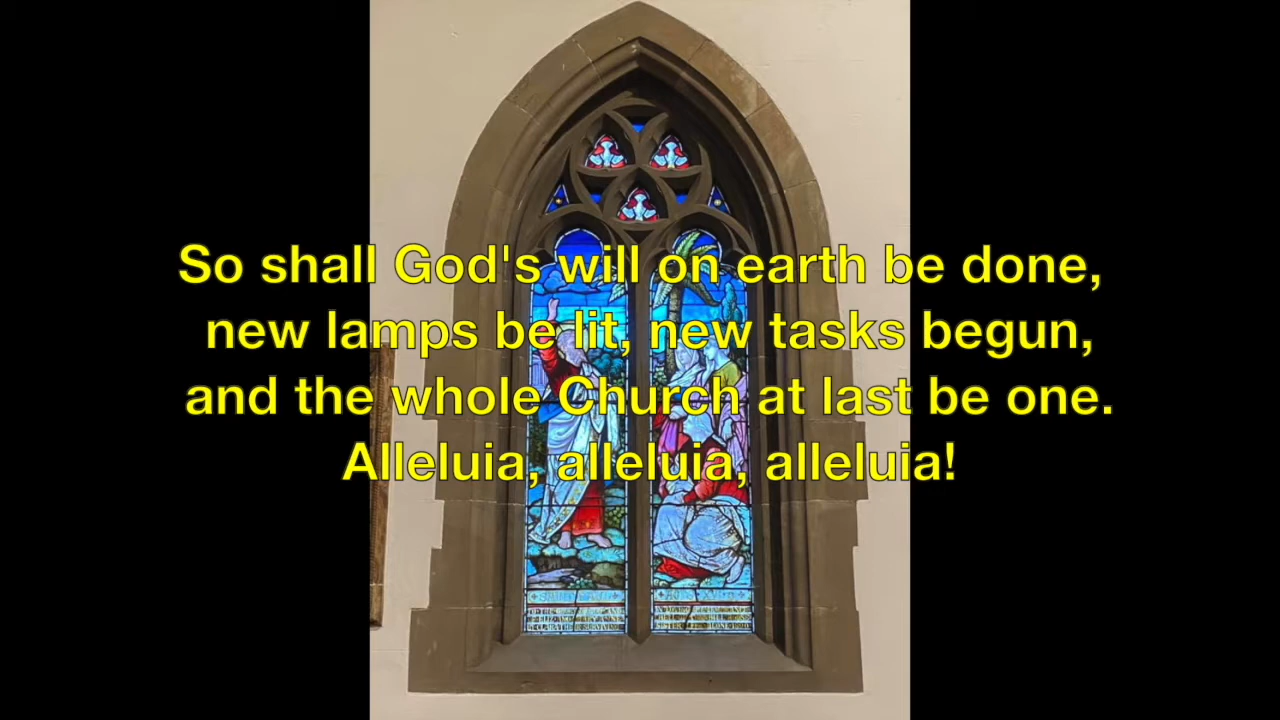 So shall God's will on earth be done,
new lamps be lit, new tasks begun,
and the whole Church at last be one.
Alleluia, alleluia, alleluia!